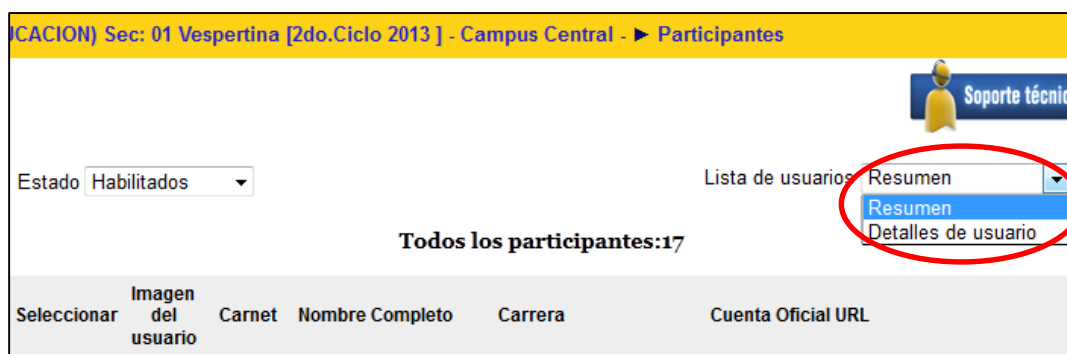 ICACION) Sec: 01 Vespertina [2do.Ciclo 2013 ] - Campus Central - ► Participantes
Soporte técnic
Estado Habilitados
Lista de usuarios Resumen
Resumen
Detalles de usuario
Todos los participantes:17
Seleccionar Imagen del usuario Carnet Nombre Completo Carrera Cuenta Oficial URL